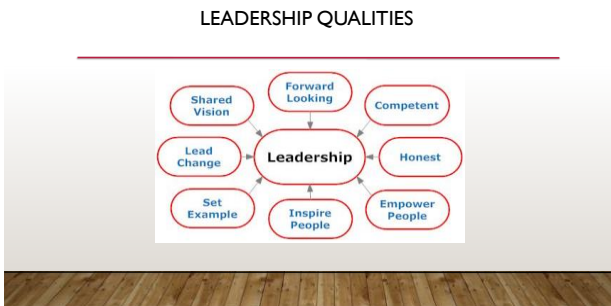 LEADERSHIP QUALITIES
Forward
Looking
Shared
Vision
Competent
Lead
Change
Leadership
Honest
Set
Example
Inspire
People
Empower
People